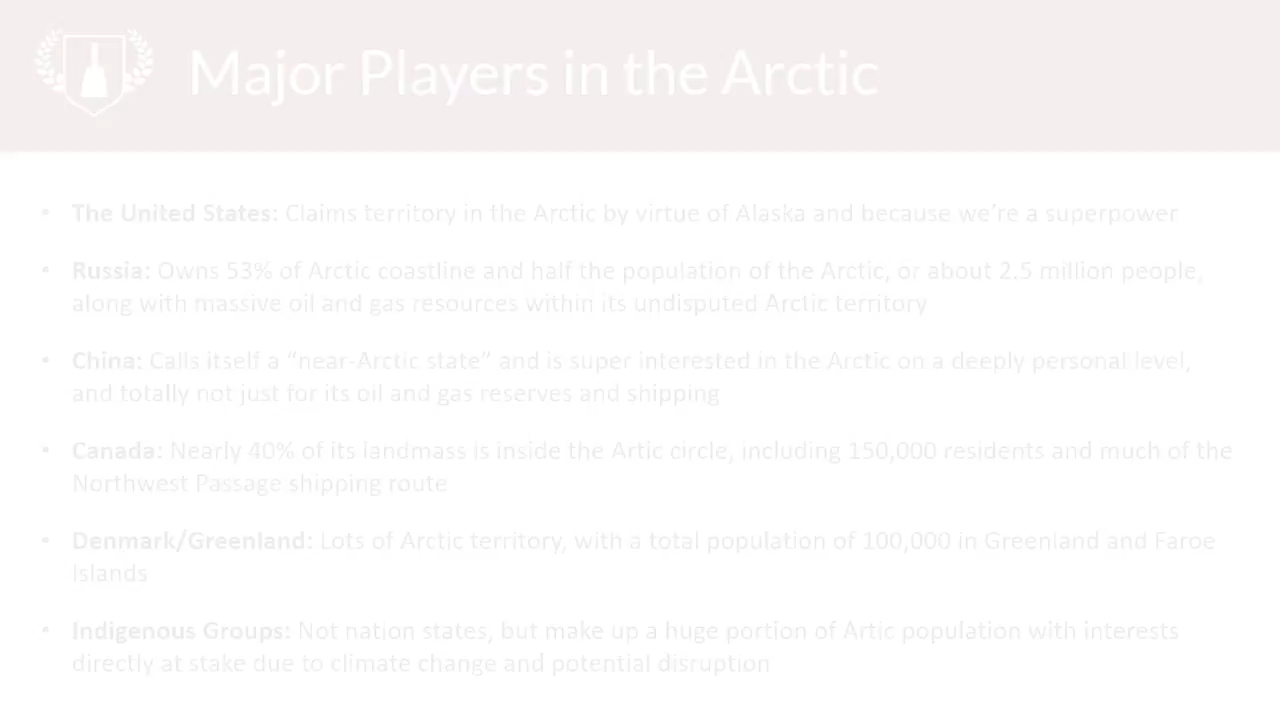 Major Players in the Arctic
• The United States: Claims territory in the Arctic by virtue of Alaska and because we’re a superpower
• Russia: Owns 53% of Arctic coastline and half the population of the Arctic, or about 2.5 million people,
along with massive oil and gas resources within its undisputed Arctic territory
• China: Calls itself a “near-Arctic state” and is super interested in the Arctic on a deeply personal level,
and totally not just for its oil and gas reserves and shipping
• Canada: Nearly 40% of its landmass is inside the Artic circle, including 150,000 residents and much of the
Northwest Passage shipping route
• Denmark/Greenland: Lots of Arctic territory, with a total population of 100,000 in Greenland and Faroe
Islands
• Indigenous Groups: Not nation states, but make up a huge portion of Artic population with interests
directly at stake due to climate change and potential disruption